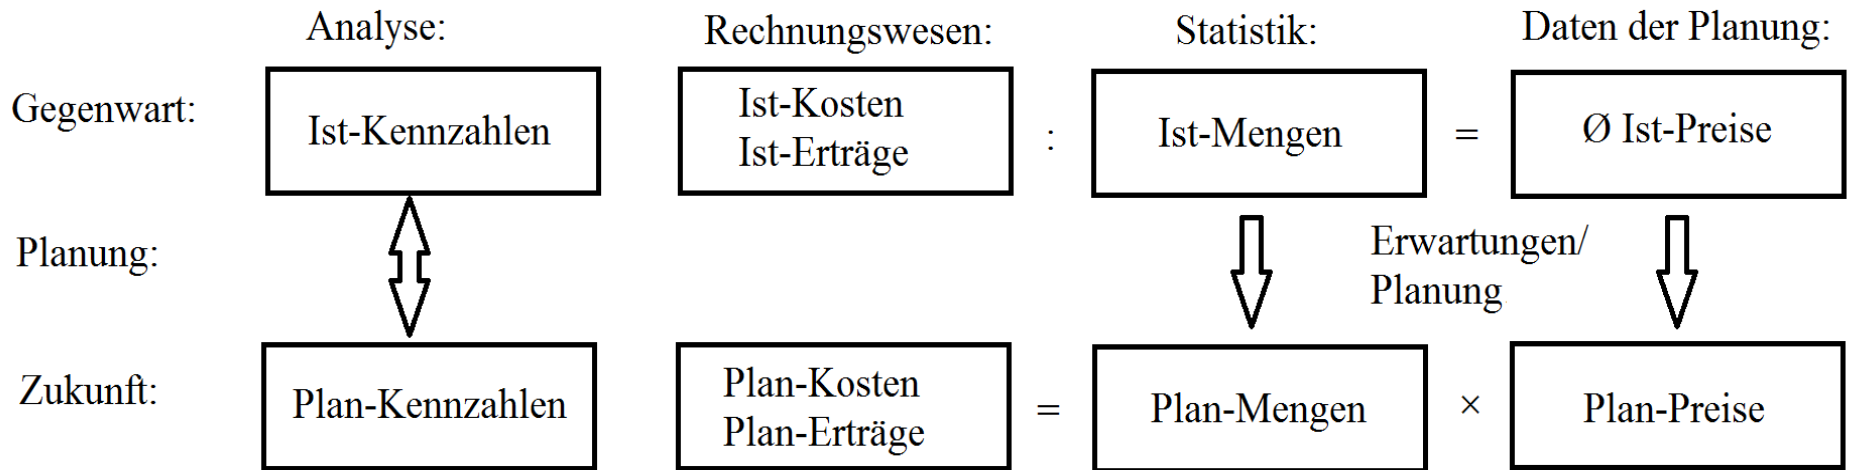 Analyse: Rechnungswesen: Statistik: Daten der Planung:
Gegenwart: Ist-Kennzahlen Ist-Kosten : Ist-Mengen = Ø Ist-Preise
Ist-Erträge
Planung: Erwartungen/
Planung
Zukunft: Plan-Kennzahlen Plan-Kosten = Plan-Mengen × Plan-Preise
Plan-Erträge